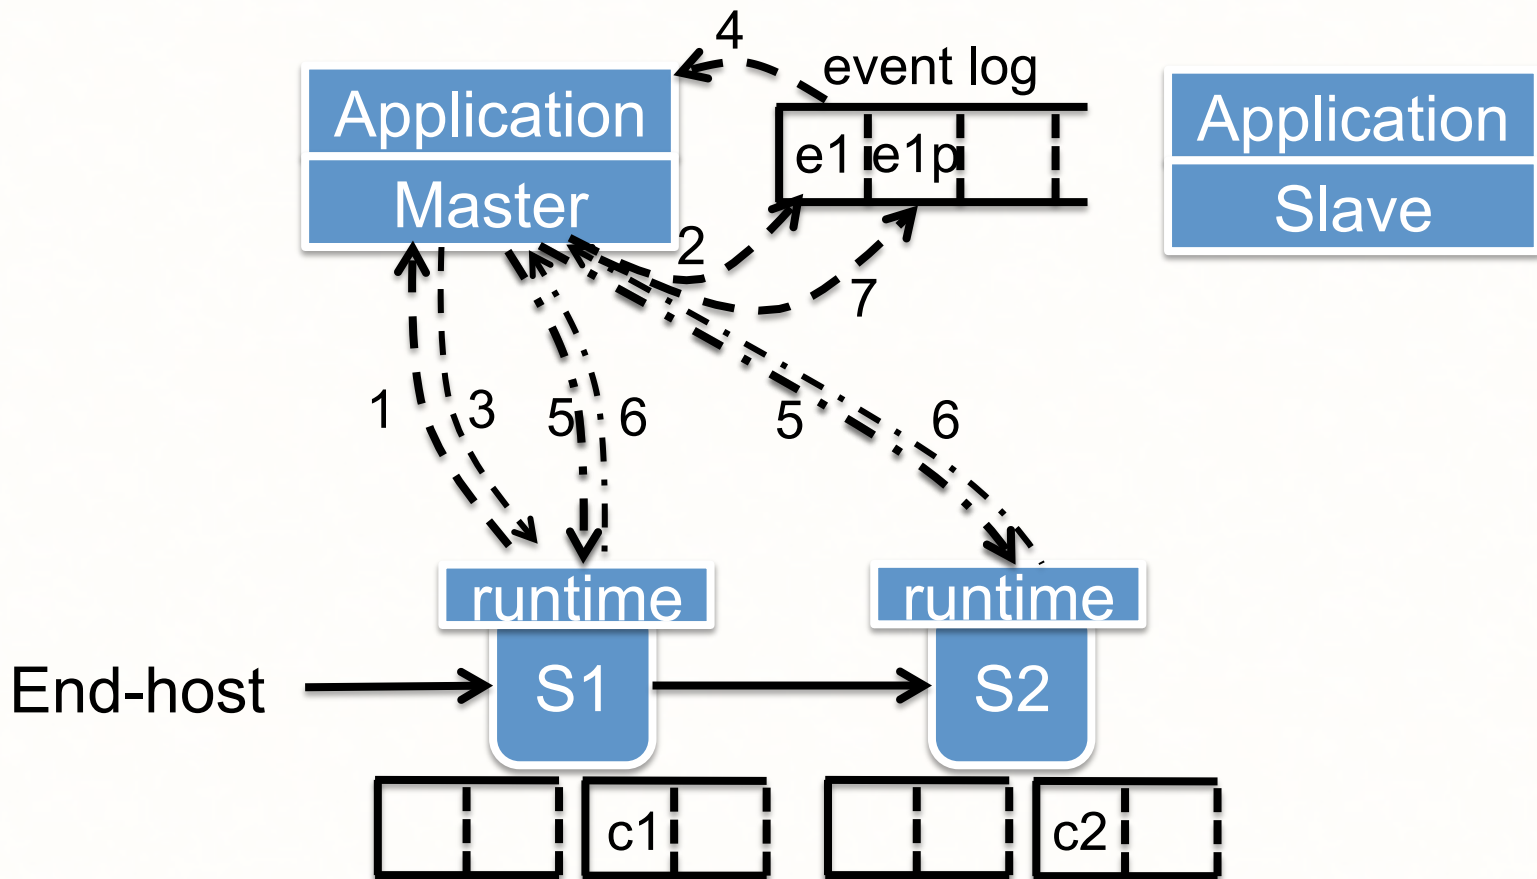 4
event log
Application
Master
e1
e1p
Application
Slave
2
7
1
3
5
6
5
6
runtime
runtime
End-host
S1
S2
c1
c2